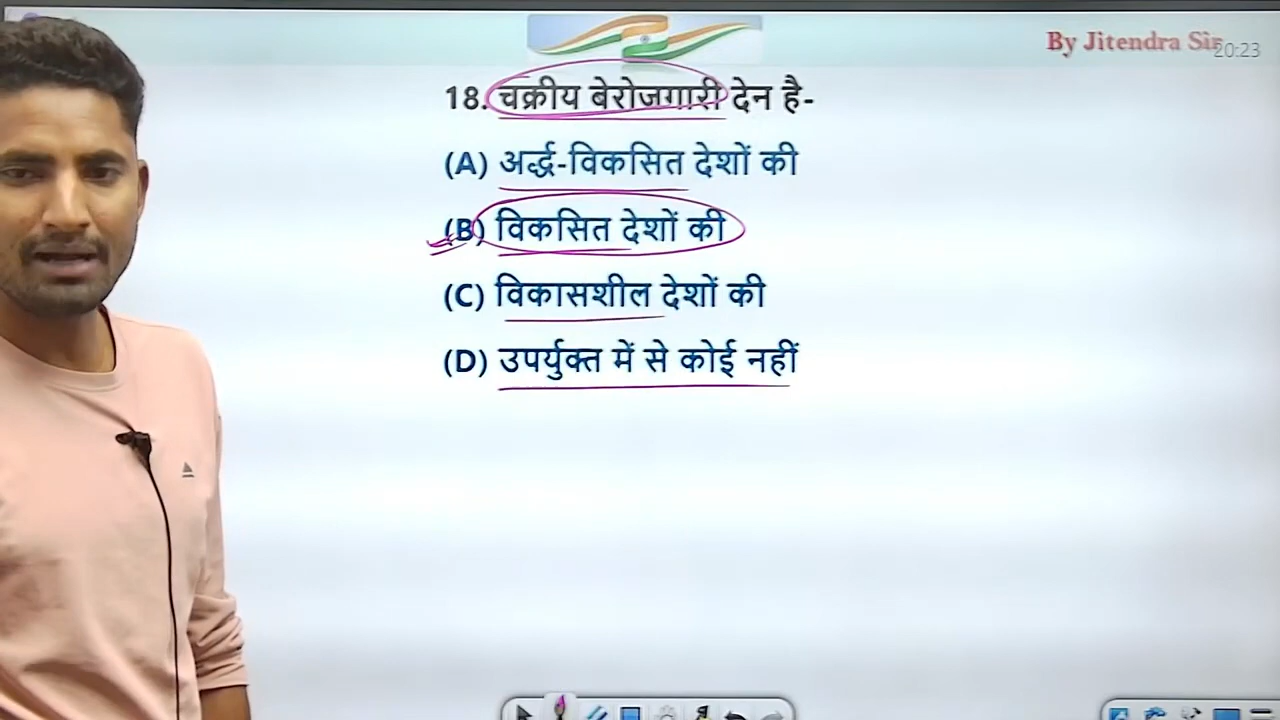 By Jitendra Sir
20:23
18. चक्रीय बेरोजगारी देन है-
(A) अर्द्ध-विकसित देशों की
(B) विकसित देशों की
(C) विकासशील देशों की
(D) उपर्युक्त में से कोई नहीं